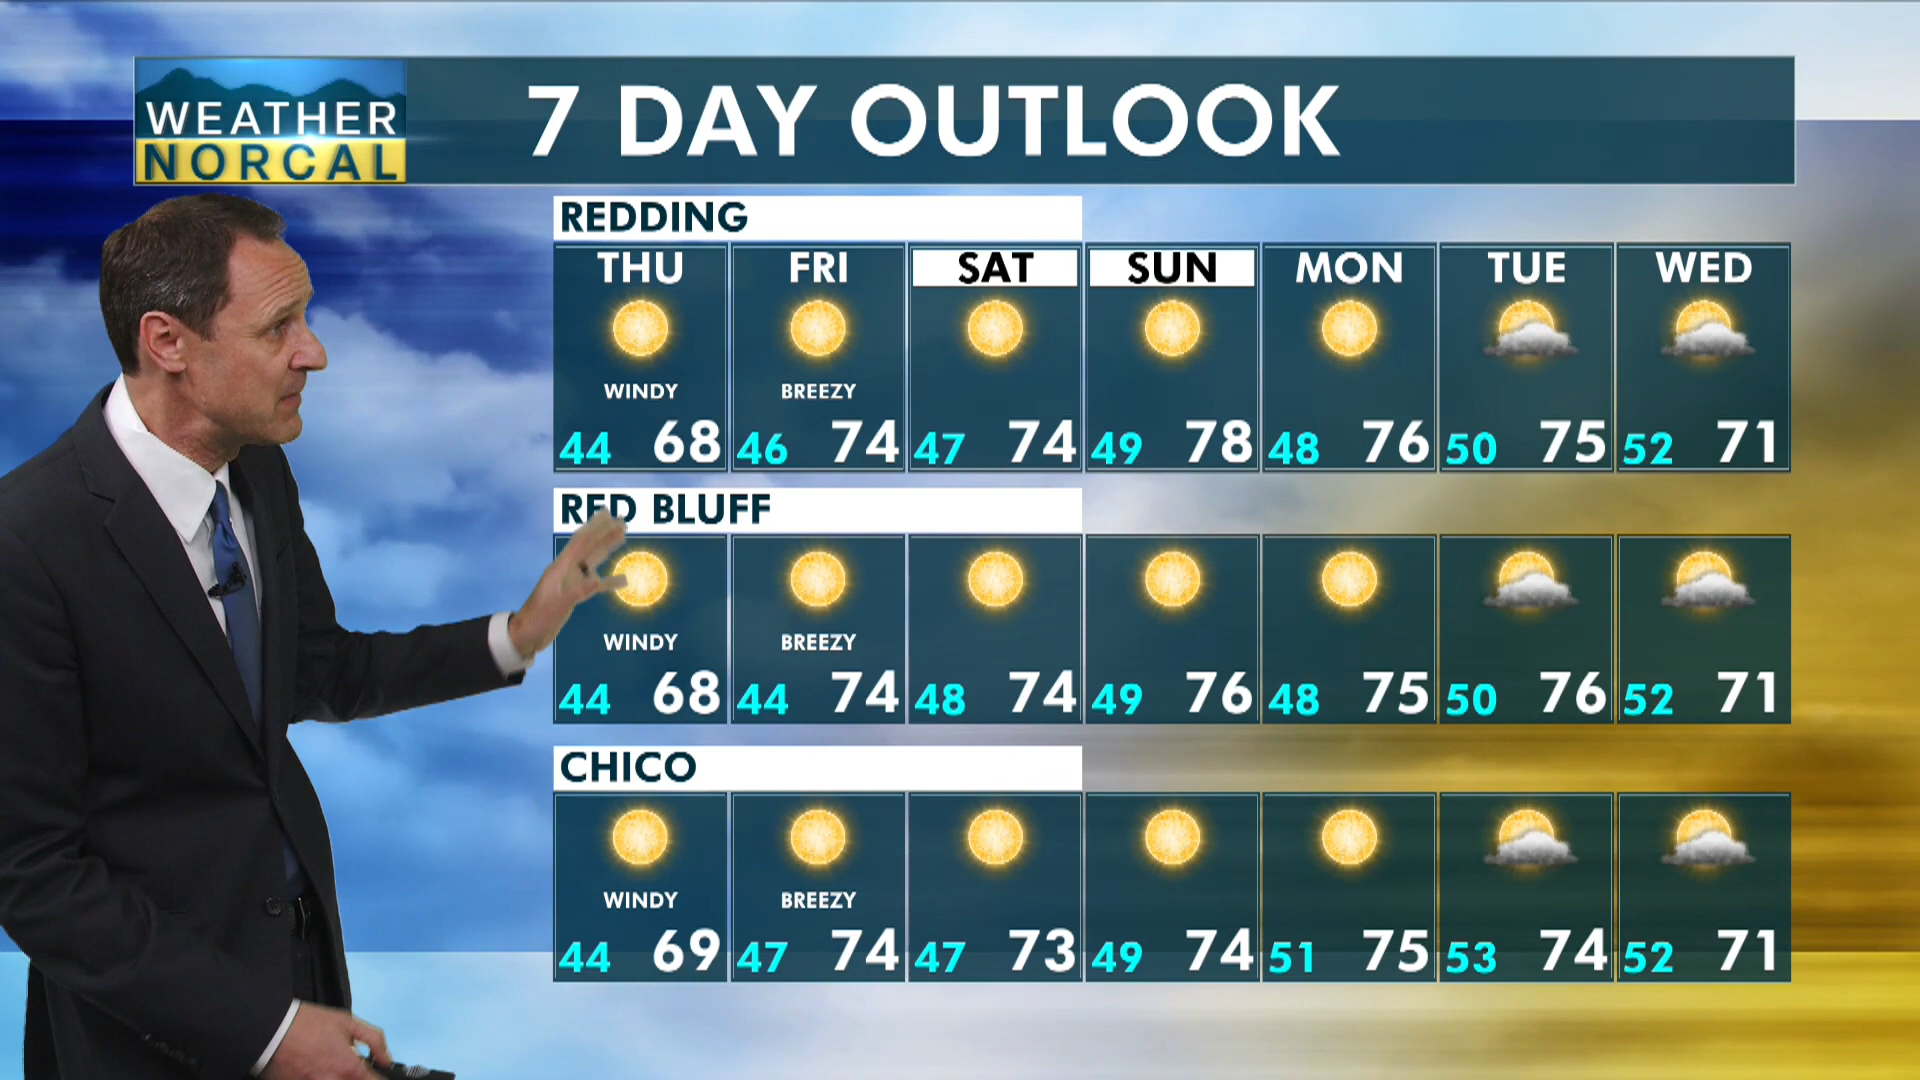 WEATHER
NORCAL
7 DAY OUTLOOK
REDDING
THU FRI SAT SUN MON TUE WED
WINDY BREEZY
44 68 46 74 47 74 49 78 48 76 50 75 52 71
RED BLUFF
WINDY BREEZY
44 68 44 74 48 74 49 76 48 75 50 76 52 71
CHICO
WINDY BREEZY
44 69 47 74 47 73 49 74 51 75 53 74 52 71